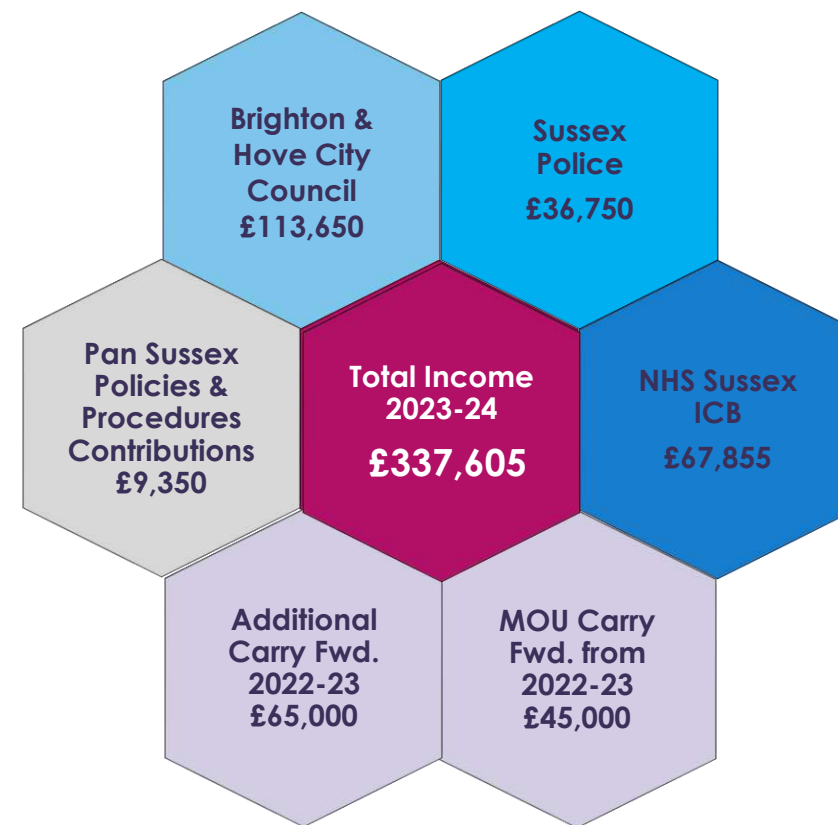 Brighton &
Hove City
Council
£113,650
Sussex
Police
£36,750
Pan Sussex
Policies &
Procedures
Contributions
£9,350
Total Income
2023-24
£337,605
NHS Sussex
ICB
£67,855
Additional
Carry Fwd.
2022-23
£65,000
MOU Carry
Fwd. from
2022-23
£45,000